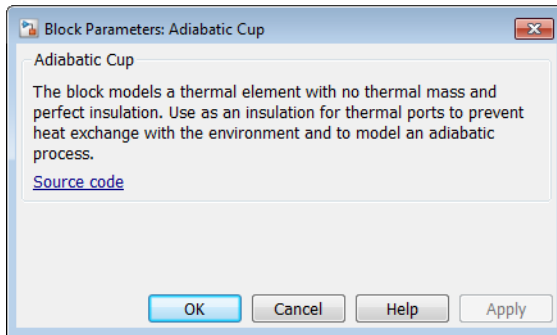 Block Parameters: Adiabatic Cup
Adiabatic Cup
The block models a thermal element with no thermal mass and
perfect insulation. Use as an insulation for thermal ports to prevent
heat exchange with the environment and to model an adiabatic
process.
Source code
OK Cancel Help Apply